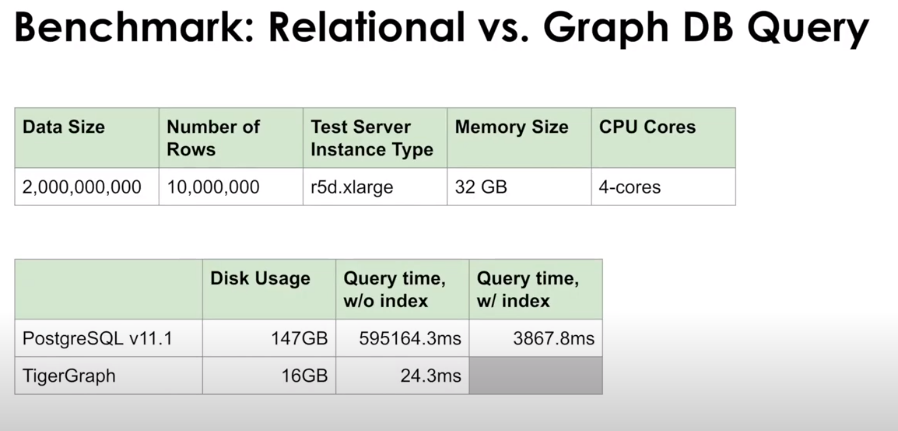 Benchmark: Relational vs. Graph DB Query
Data Size Number of Rows Test Server Instance Type Memory Size CPU Cores
2,000,000,000 10,000,000 r5d.xlarge 32 GB 4-cores
Disk Usage Query time, w/o index Query time, w/ index
PostgreSQL v11.1 147GB 595164.3ms 3867.8ms
TigerGraph 16GB 24.3ms